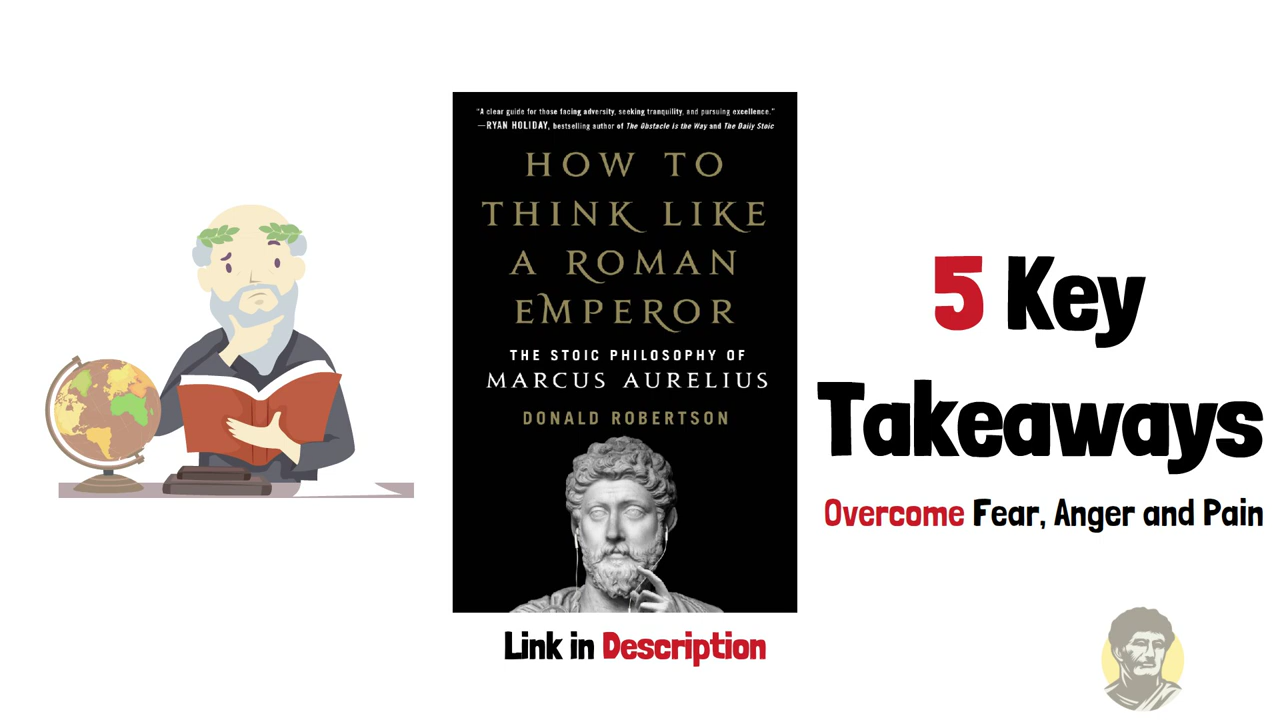 "A clear guide for those facing adversity, seeking tranquility, and pursuing excellence."
—RYAN HOLIDAY, bestselling author of The Obstacle Is the Way and The Daily Stoic
HOW TO
THINK LIKE
A ROMAN
EMPEROR
THE STOIC PHILOSOPHY OF
MARCUS AURELIUS
DONALD ROBERTSON
Link in Description
5 Key
Takeaways
Overcome Fear, Anger and Pain